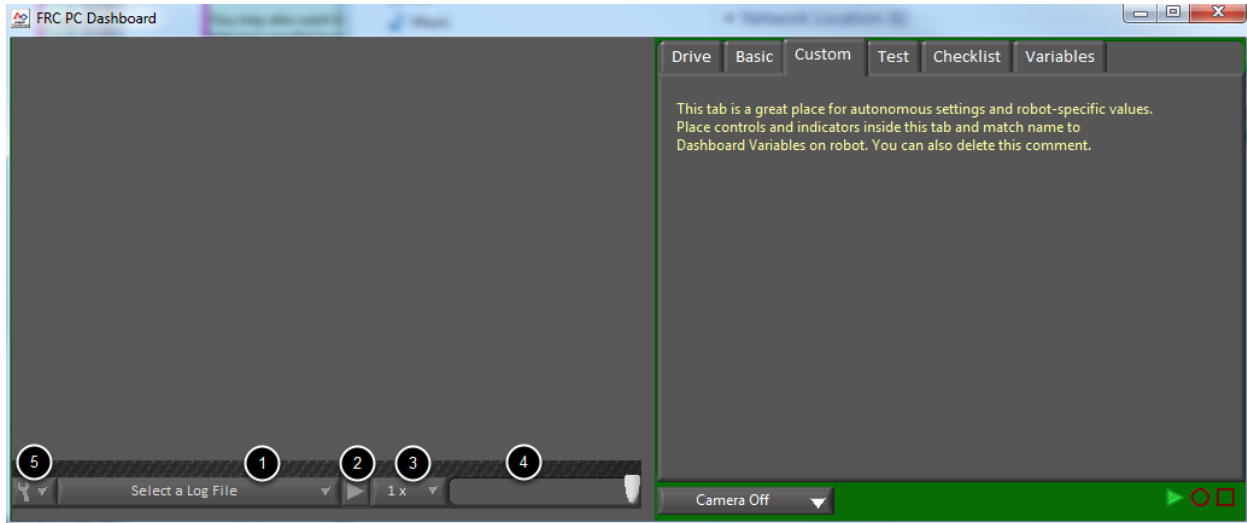 FRC PC Dashboard
Drive Basic Custom Test Checklist Variables
This tab is a great place for autonomous settings and robot-specific values.
Place controls and indicators inside this tab and match name to
Dashboard Variables on robot. You can also delete this comment.
5 1 2 3 4
Select a Log File 1 x
Camera Off